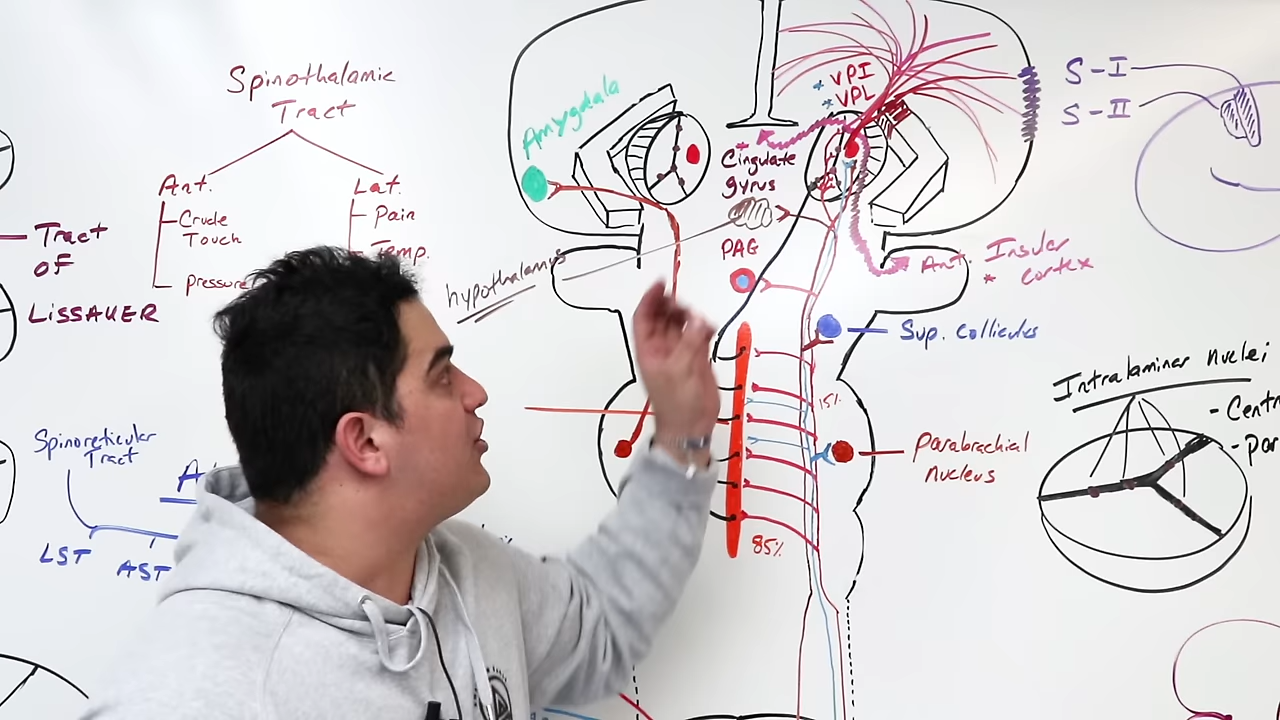 Spinothalamic
Tract
Ant.
Crude
Touch
pressure
Lat.
Pain
Temp.
Tract
OF
LISSAUER
Spinoreticular
Tract
LST
AST
Amygdala
hypothalamus
* VPI
* VPL
*
Cingulate
gyrus
PAG
Ant. Insular
* cortex
Sup. Colliculus
15%
Parabrachial
nucleus
85%
S-I
S-II
Intralaminar nuclei
- Centr
- par